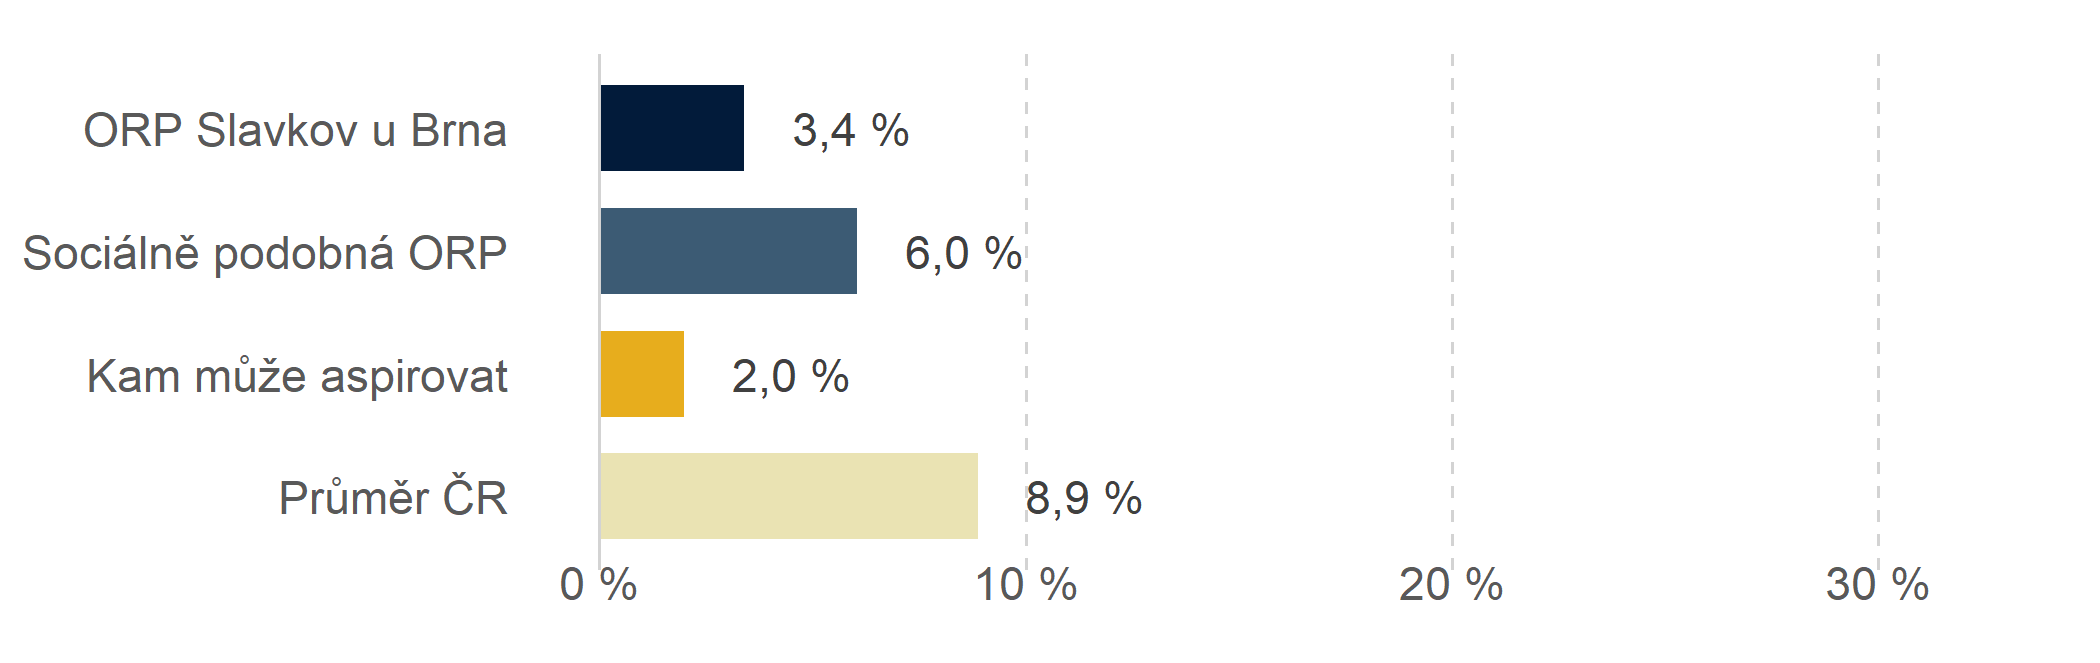 ORP Slavkov u Brna
3,4 %
Sociálně podobná ORP
6,0 %
Kam může aspirovat
2,0 %
Průměr ČR
8,9 %
0 %
10 %
20 %
30 %